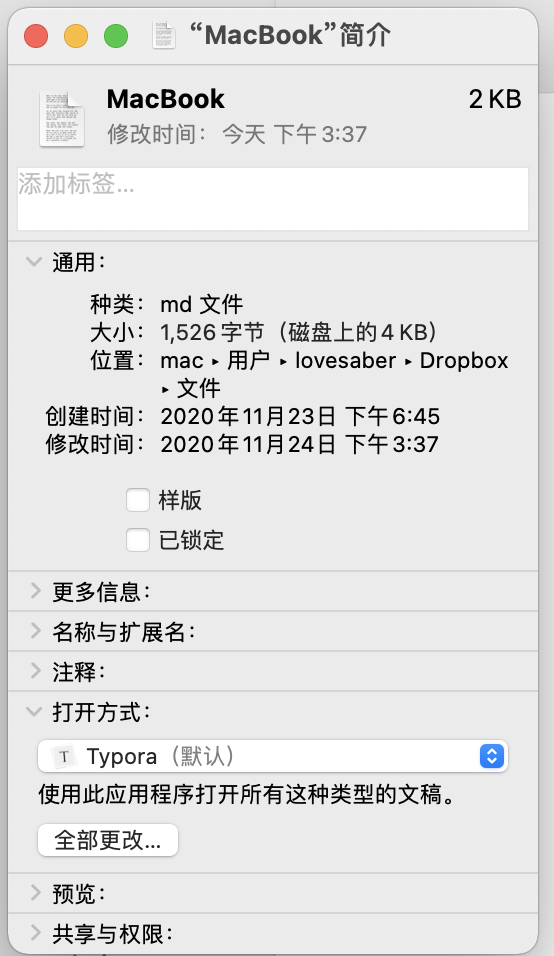 “MacBook”简介
MacBook 2 KB
修改时间：今天 下午 3:37
添加标签...
通用：
种类： md 文件
大小： 1,526 字节（磁盘上的 4 KB）
位置： mac ▸ 用户 ▸ lovesaber ▸ Dropbox
▸ 文件
创建时间： 2020年11月23日 下午6:45
修改时间： 2020年11月24日 下午3:37
样版
已锁定
更多信息：
名称与扩展名：
注释：
打开方式：
T Typora（默认）
使用此应用程序打开所有这种类型的文稿。
全部更改...
预览：
共享与权限：